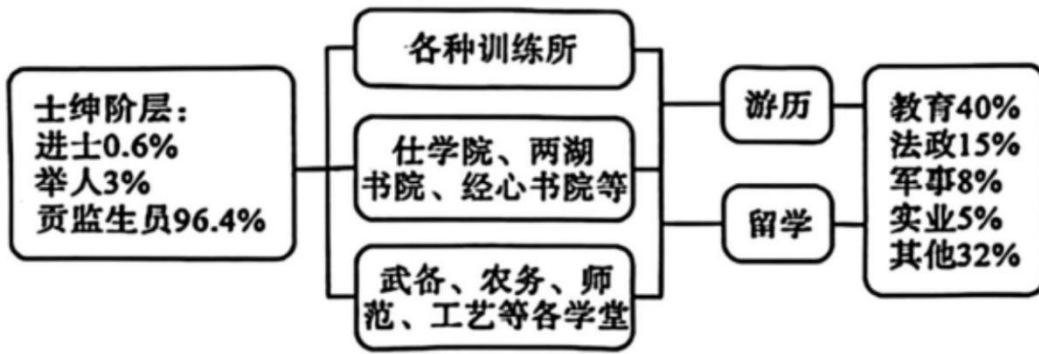 士绅阶层：
进士0.6%
举人3%
贡监生员96.4%
各种训练所
仕学院、两湖
书院、经心书院等
武备、农务、师
范、工艺等各学堂
游历
留学
教育40%
法政15%
军事8%
实业5%
其他32%